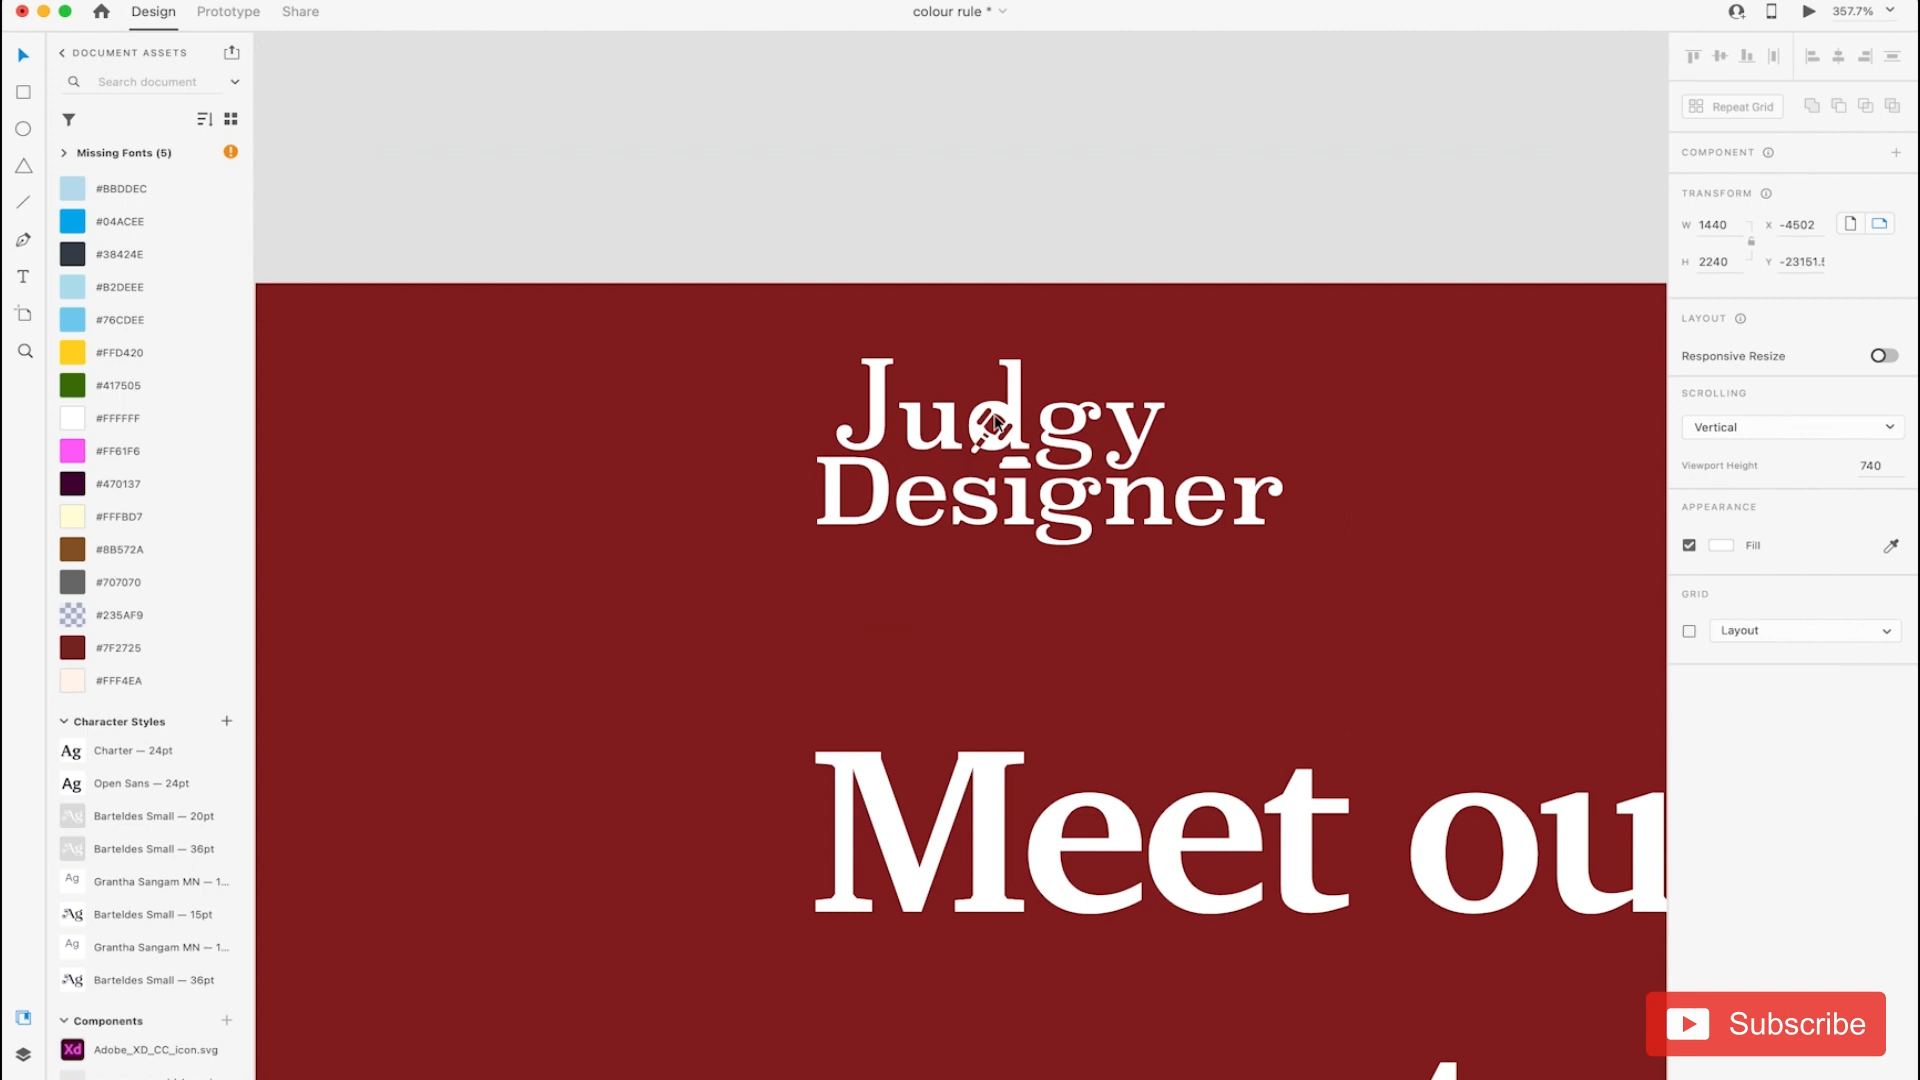 Design Prototype Share
colour rule *
357.7%
DOCUMENT ASSETS
Search document
Missing Fonts (5)
#BBDDEC
#04ACEE
#38424E
#B2DEEE
#76CDEE
#FFD420
#417505
#FFFFFF
#FF61F6
#470137
#FFFBD7
#8B572A
#707070
#235AF9
#7F2725
#FFF4EA
Character Styles
Ag Charter — 24pt
Ag Open Sans — 24pt
Ag Barteldes Small — 20pt
Ag Barteldes Small — 36pt
Ag Grantha Sangam MN — 1...
Ag Barteldes Small — 15pt
Ag Grantha Sangam MN — 1...
Ag Barteldes Small — 36pt
Components
Xd Adobe_XD_CC_icon.svg
Judgy
Designer
Meet ou
Repeat Grid
COMPONENT
TRANSFORM
W 1440 X -4502
H 2240 Y -23151.5
LAYOUT
Responsive Resize
SCROLLING
Vertical
Viewport Height 740
APPEARANCE
Fill
GRID
Layout
Subscribe